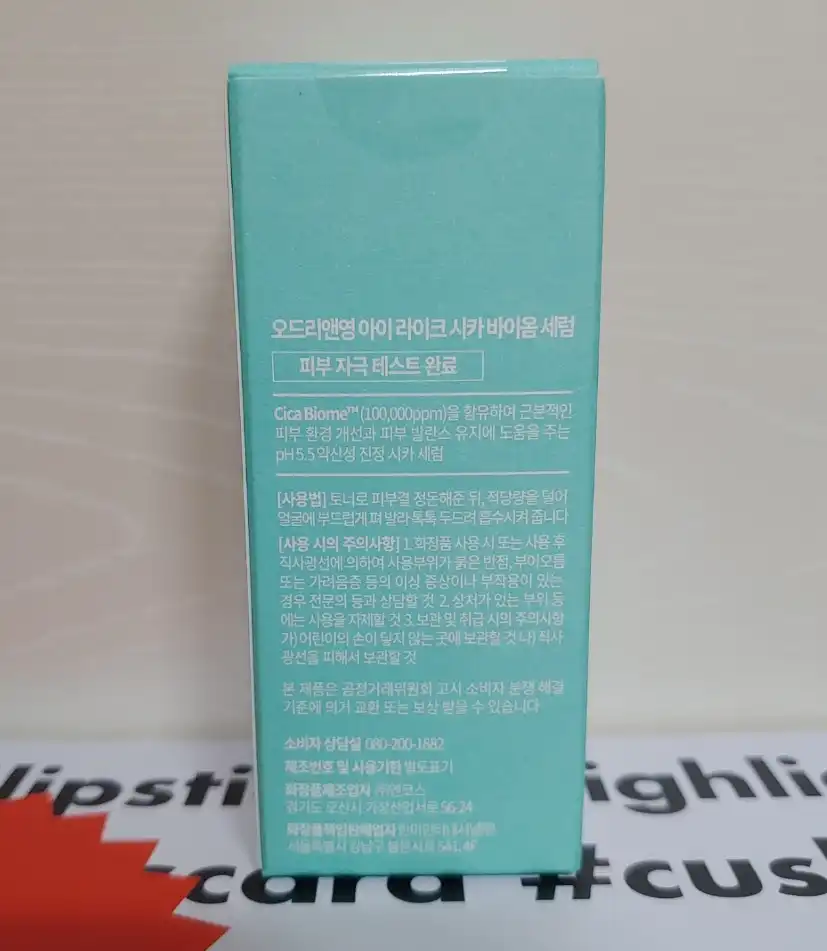 오드리앤영 아이 라이크 시카 바이옴 세럼
피부 자극 테스트 완료
Cica Biome™ (100,000ppm)을 함유하여 근본적인
피부 환경 개선과 피부 밸런스 유지에 도움을 주는
pH 5.5 약산성 진정 시카 세럼
[사용법] 토너로 피부결 정돈해준 뒤, 적당량을 덜어
얼굴에 부드럽게 펴 발라 톡톡 두드려 흡수시켜 줍니다
[사용 시의 주의사항] 1. 화장품 사용 시 또는 사용 후
직사광선에 의하여 사용부위가 붉은 반점, 부어오름
또는 가려움증 등의 이상 증상이나 부작용이 있는
경우 전문의 등과 상담할 것 2. 상처가 있는 부위 등
에는 사용을 자제할 것 3. 보관 및 취급 시의 주의사항
가) 어린이의 손이 닿지 않는 곳에 보관할 것 나) 직사
광선을 피해서 보관할 것
본 제품은 공정거래위원회 고시 소비자 분쟁 해결
기준에 의거 교환 또는 보상 받을 수 있습니다
소비자 상담실 080-200-1882
제조번호 및 사용기한 별도표기
화장품제조업자 ㈜엔코스
경기도 오산시 가장산업서로 56-24
화장품책임판매업자
서울특별시 강남구 541, 4F
lipsti ighlig
scara #cus